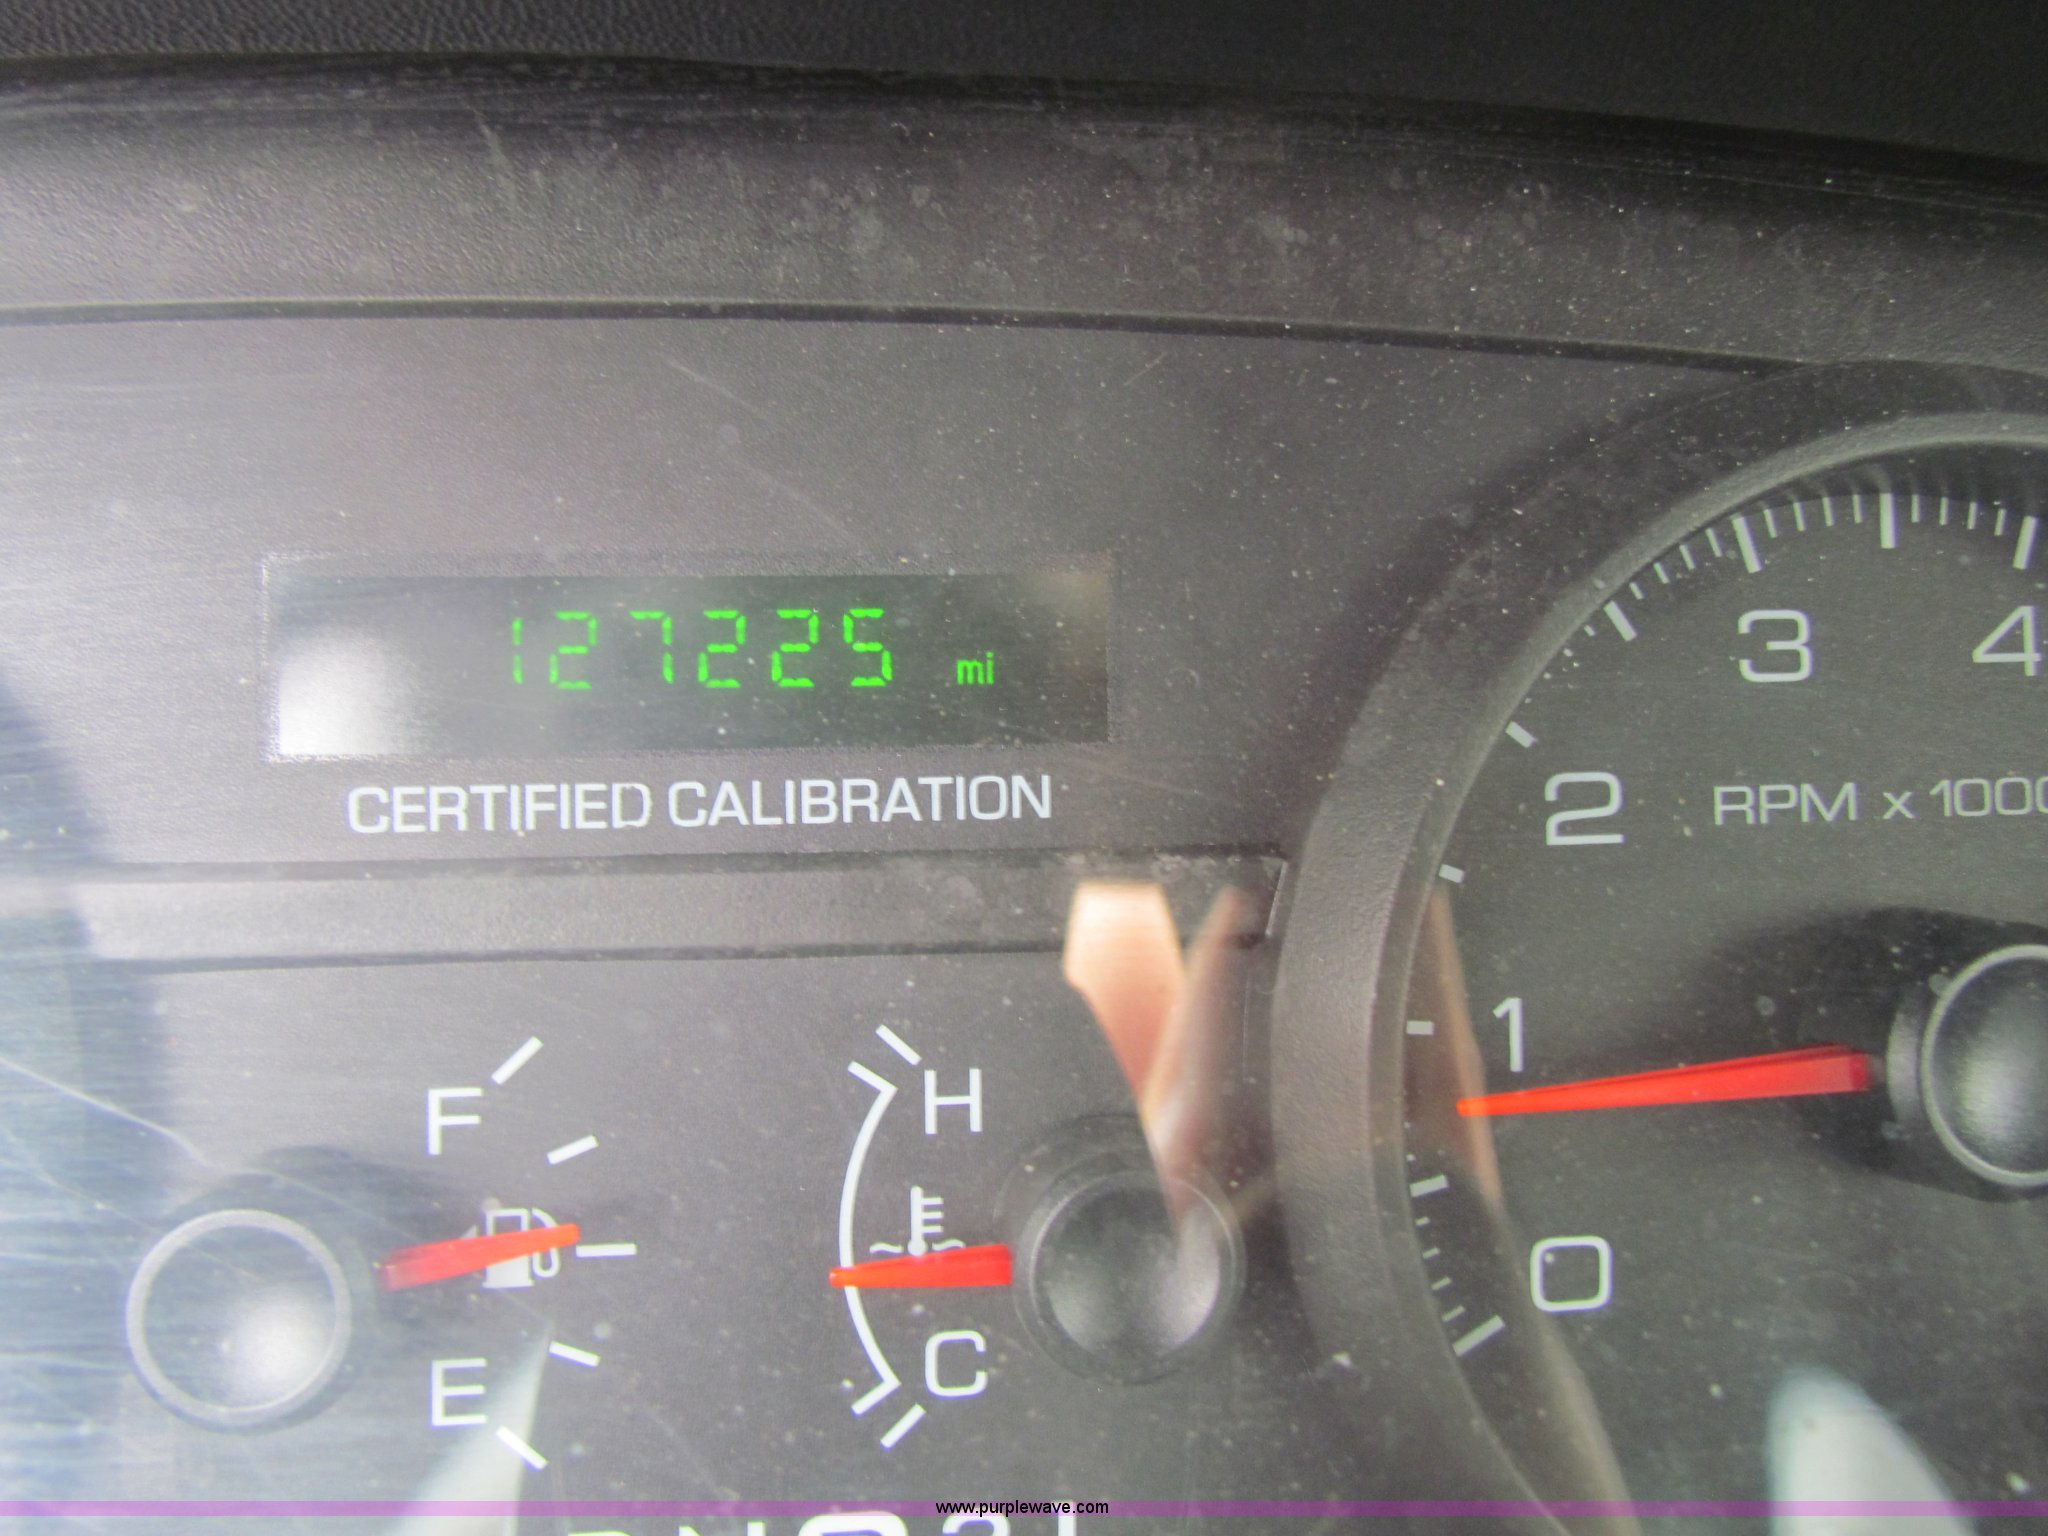 127225 mi
CERTIFIED CALIBRATION
3
4
2
RPM x 1000
1
F
H
E
C
0
www.purplewave.com